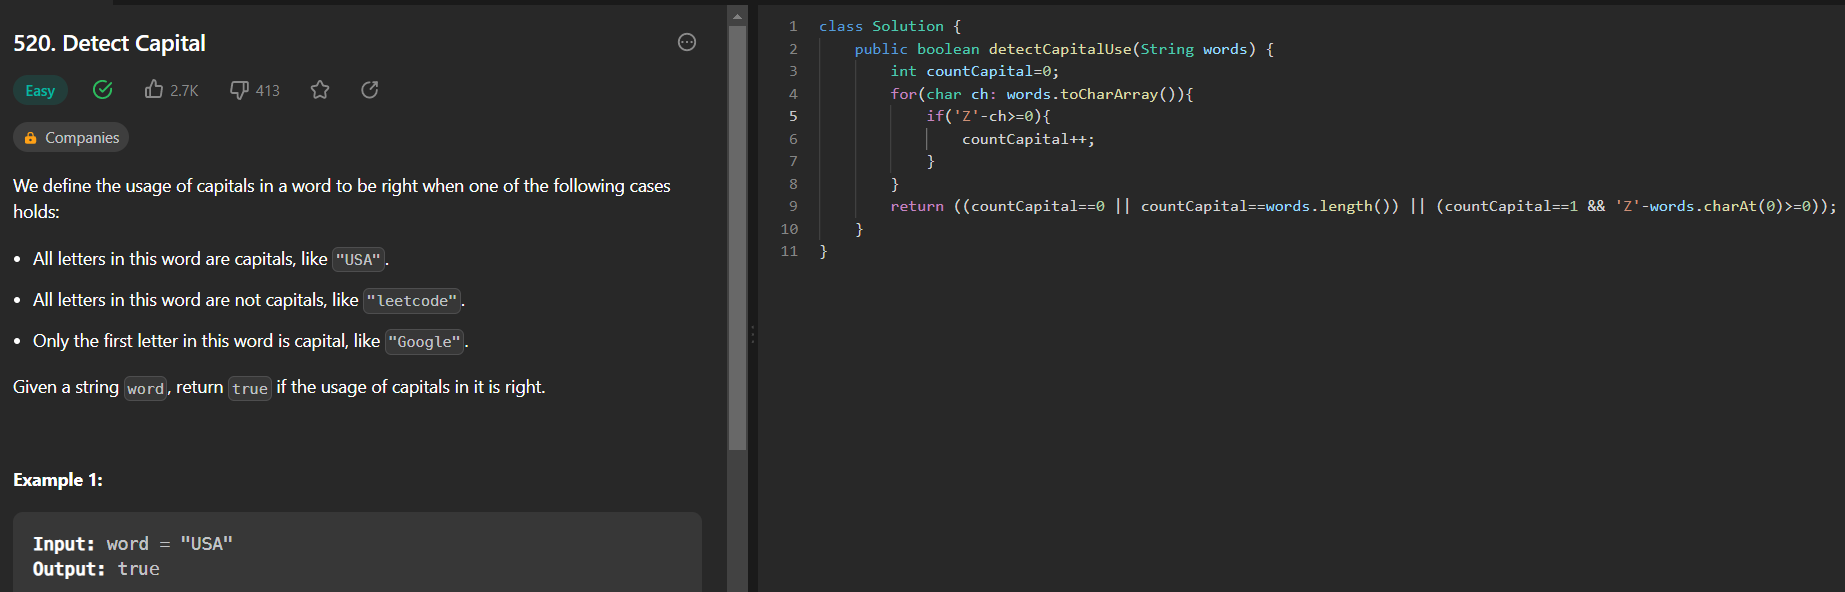 520. Detect Capital
Easy
2.7K
413
Companies
We define the usage of capitals in a word to be right when one of the following cases
holds:
• All letters in this word are capitals, like "USA".
• All letters in this word are not capitals, like "leetcode".
• Only the first letter in this word is capital, like "Google".
Given a string word, return true if the usage of capitals in it is right.
Example 1:
Input: word = "USA"
Output: true
1 class Solution {
2     public boolean detectCapitalUse(String words) {
3         int countCapital=0;
4         for(char ch: words.toCharArray()){
5             if('Z'-ch>=0){
6                 countCapital++;
7             }
8         }
9         return ((countCapital==0 || countCapital==words.length()) || (countCapital==1 && 'Z'-words.charAt(0)>=0));
10     }
11 }